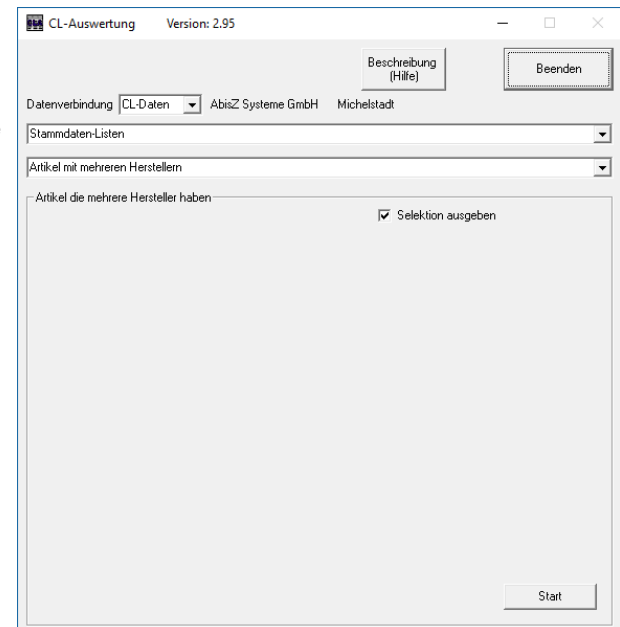 CL-Auswertung Version: 2.95
Beschreibung
(Hilfe)
Beenden
Datenverbindung CL-Daten AbisZ Systeme GmbH Michelstadt
Stammdaten-Listen
Artikel mit mehreren Herstellern
Artikel die mehrere Hersteller haben
Selektion ausgeben
Start